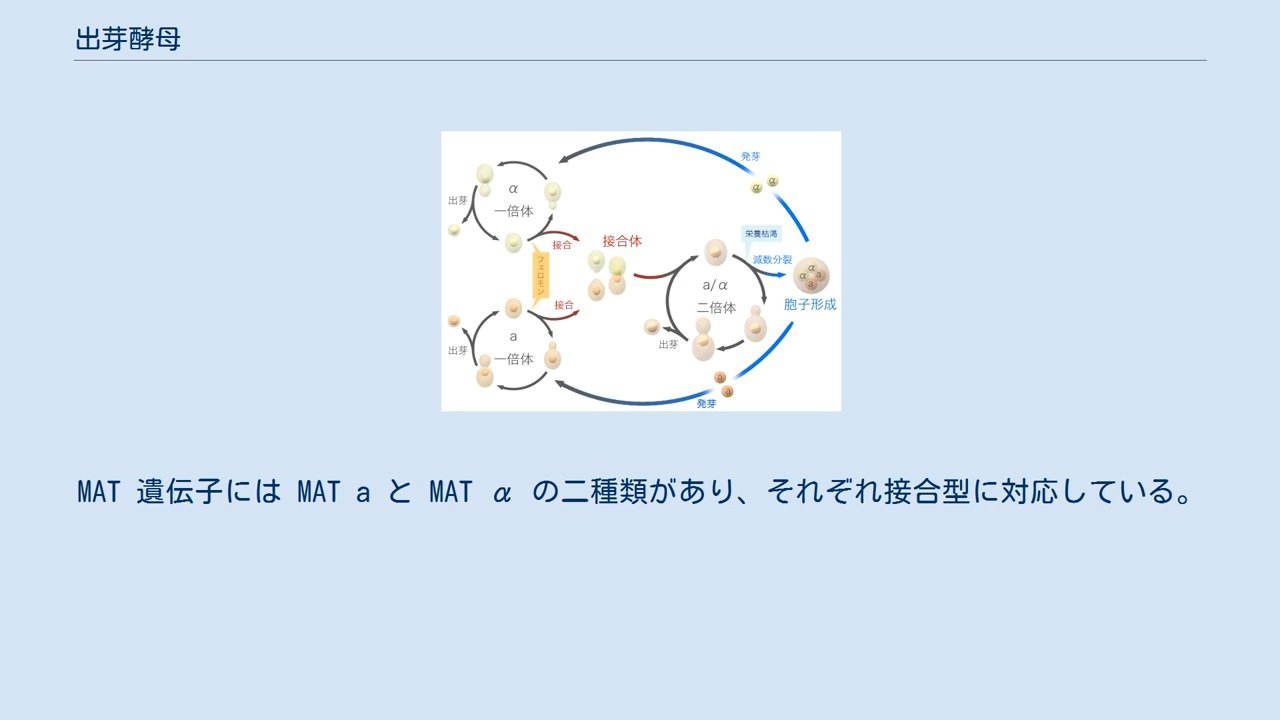 出芽酵母
発芽
α α
出芽
α
一倍体
接合
接合体
フェロモン
栄養枯渇
減数分裂
α
α a
a
胞子形成
a/α
二倍体
出芽
接合
a
一倍体
出芽
a
a
発芽
MAT 遺伝子には MAT a と MAT α の二種類があり、それぞれ接合型に対応している。